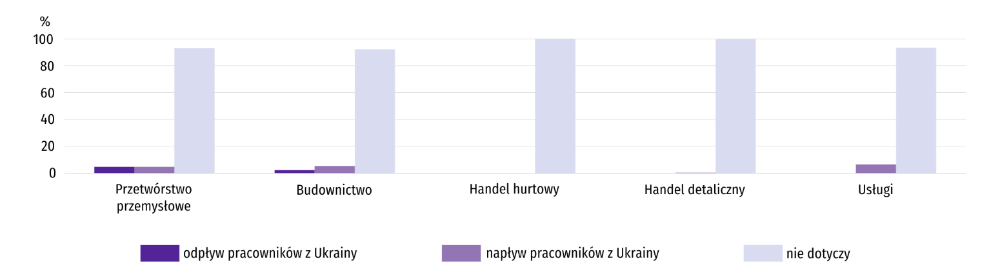 %
100
80
60
40
20
0
Przetwórstwo
przemysłowe
Budownictwo
Handel hurtowy
Handel detaliczny
Usługi
odpływ pracowników z Ukrainy
napływ pracowników z Ukrainy
nie dotyczy